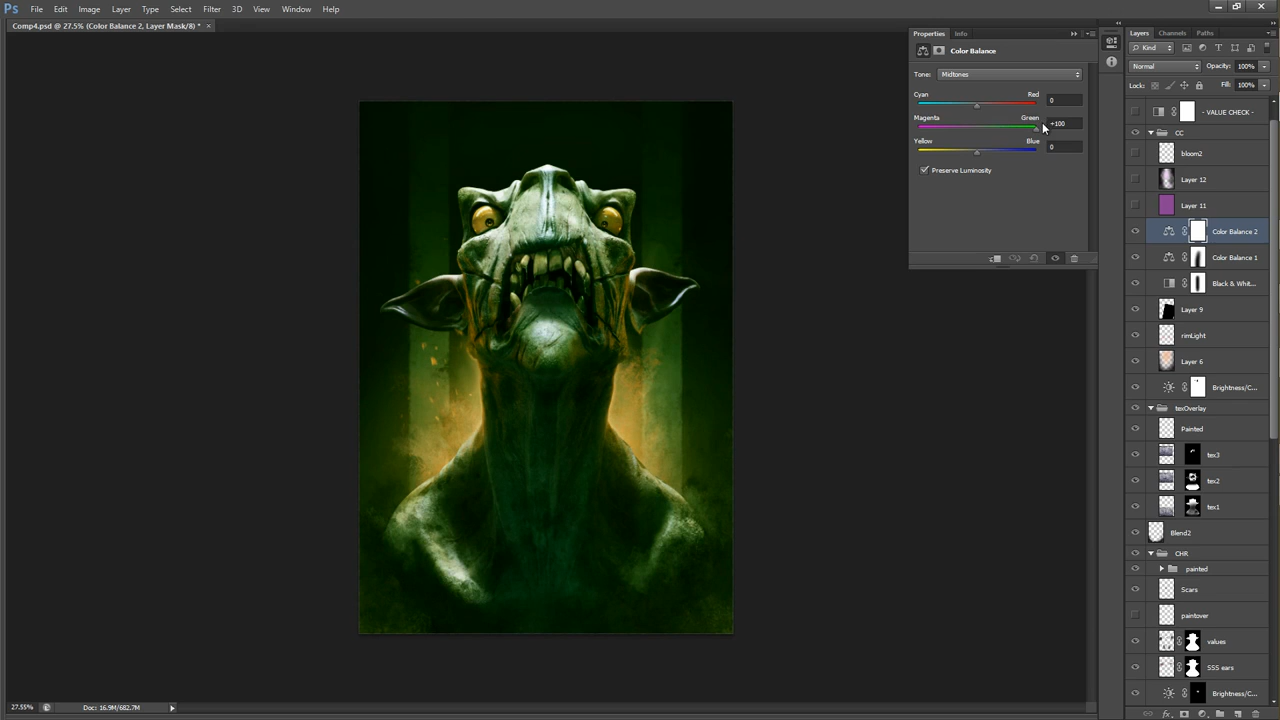 Ps File Edit Image Layer Type Select Filter 3D View Window Help
Comp4.psd @ 27.5% (Color Balance 2, Layer Mask/8) * ×
Properties Info
Color Balance
Tone: Midtones
Cyan Red 0
Magenta Green +100
Yellow Blue 0
Preserve Luminosity
Layers Channels Paths
Kind
Normal Opacity: 100%
Lock: Fill: 100%
- VALUE CHECK -
CC
bloom2
Layer 12
Layer 11
Color Balance 2
Color Balance 1
Black & Whit...
Layer 9
rimLight
Layer 6
Brightness/C...
texOverlay
Painted
tex3
tex2
tex1
Blend2
CHR
painted
Scars
paintover
values
SSS ears
Brightness/C...
27.55% Doc: 16.9M/682.7M